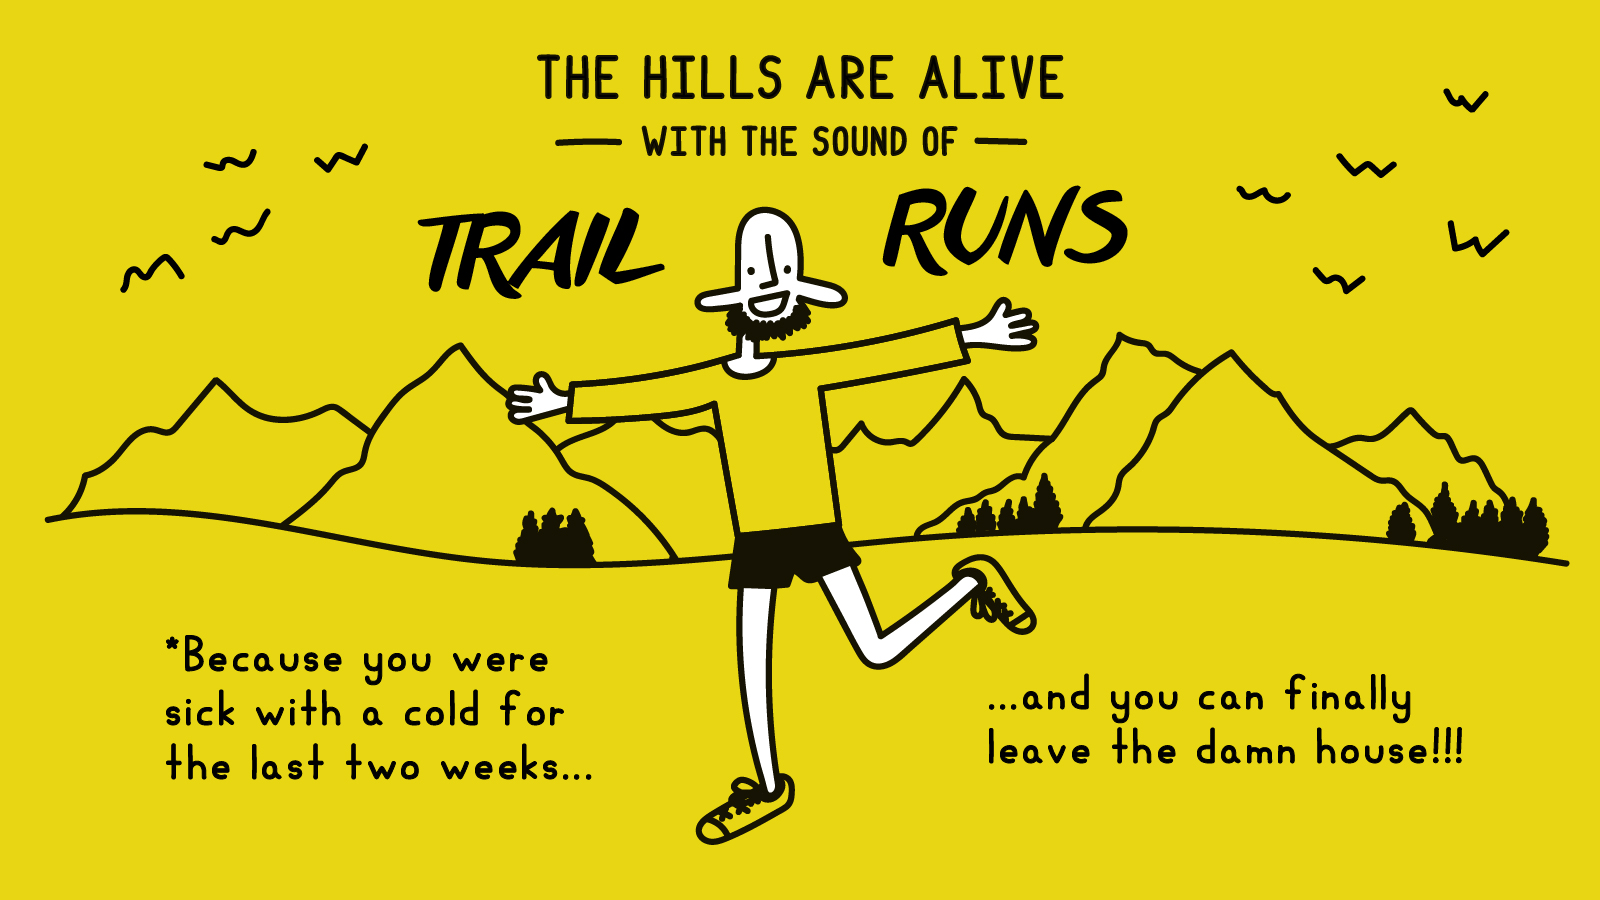 THE HILLS ARE ALIVE
WITH THE SOUND OF
TRAIL RUNS
*Because you were
sick with a cold for
the last two weeks...
...and you can finally
leave the damn house!!!